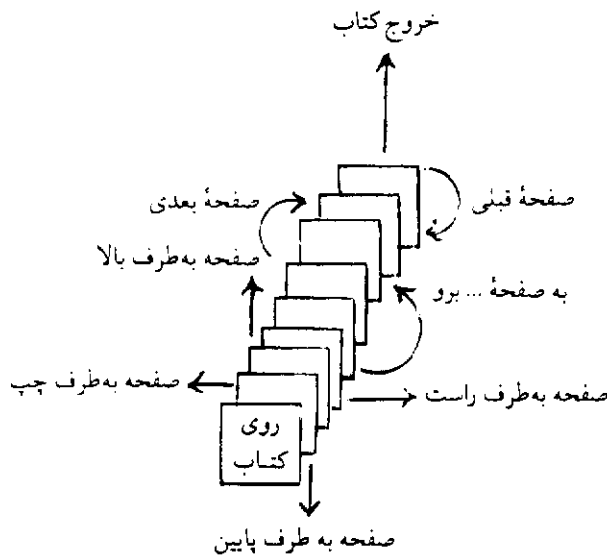 خروج کتاب
صفحهٔ قبلی
صفحهٔ بعدی
صفحه به‌طرف بالا
به صفحهٔ ... برو
صفحه به‌طرف چپ
صفحه به‌طرف راست
روی
کتـاب
صفحه به طرف پایین